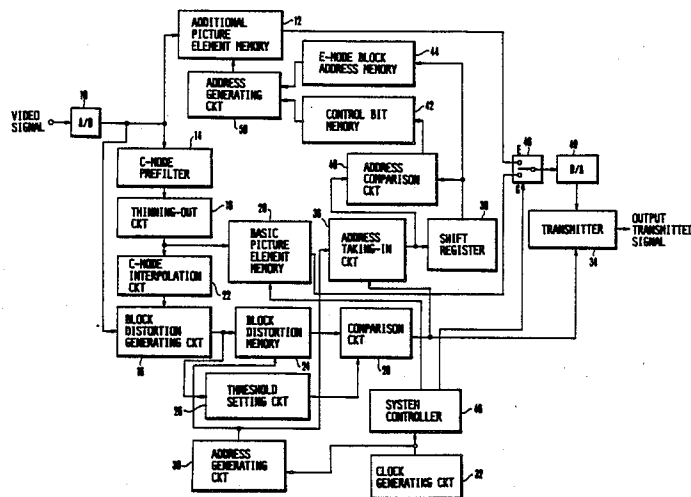 ADDITIONAL
PICTURE
ELEMENT MEMORY
12
E-MODE BLOCK
ADDRESS MEMORY
44
ADDRESS
GENERATING CKT
50
CONTROL BIT
MEMORY
42
VIDEO
SIGNAL
10
A/D
14
C-MODE
PREFILTER
40
ADDRESS
COMPARISON
CKT
E
C
48
D/A
THINNING-OUT
CKT
20
BASIC
PICTURE
ELEMENT
MEMORY
36
ADDRESS
TAKING-IN
CKT
38
SHIFT
REGISTER
TRANSMITTER
34
OUTPUT
TRANSMITTED
SIGNAL
C-MODE
INTERPOLATION
CKT
22
BLOCK
DISTORTION
GENERATING CKT
BLOCK
DISTORTION
MEMORY
24
COMPARISON
CKT
28
THRESHOLD
SETTING CKT
26
SYSTEM
CONTROLLER
46
ADDRESS
GENERATING
CKT
30
CLOCK
GENERATING CKT
32